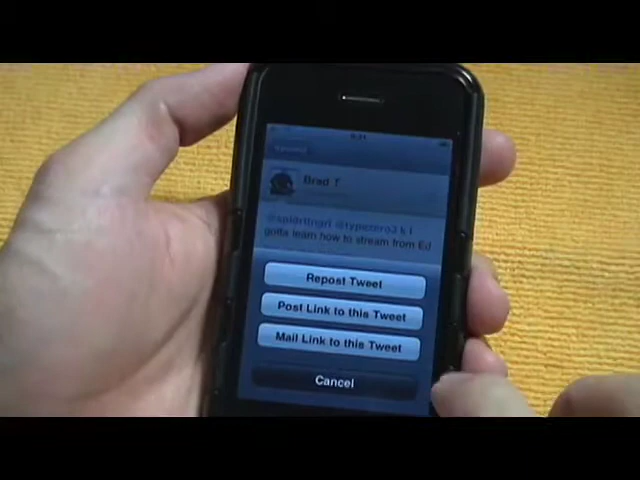 Brad T
gotta learn how to stream from Ed
Repost Tweet
Post Link to this Tweet
Mail Link to this Tweet
Cancel